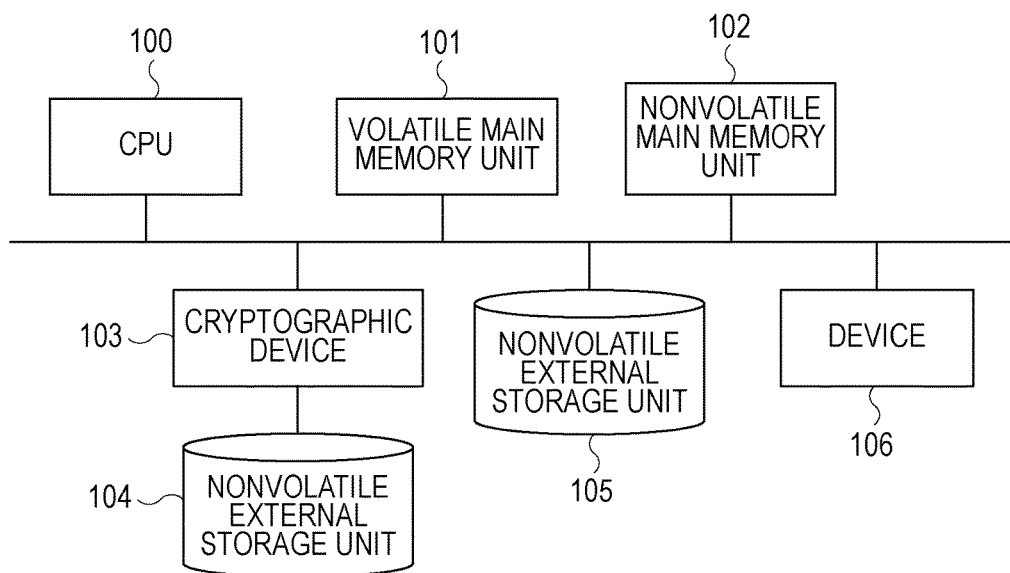 100
101
102
CPU
VOLATILE MAIN
MEMORY UNIT
NONVOLATILE
MAIN MEMORY
UNIT
103
CRYPTOGRAPHIC
DEVICE
NONVOLATILE
EXTERNAL
STORAGE UNIT
DEVICE
105
106
104
NONVOLATILE
EXTERNAL
STORAGE UNIT